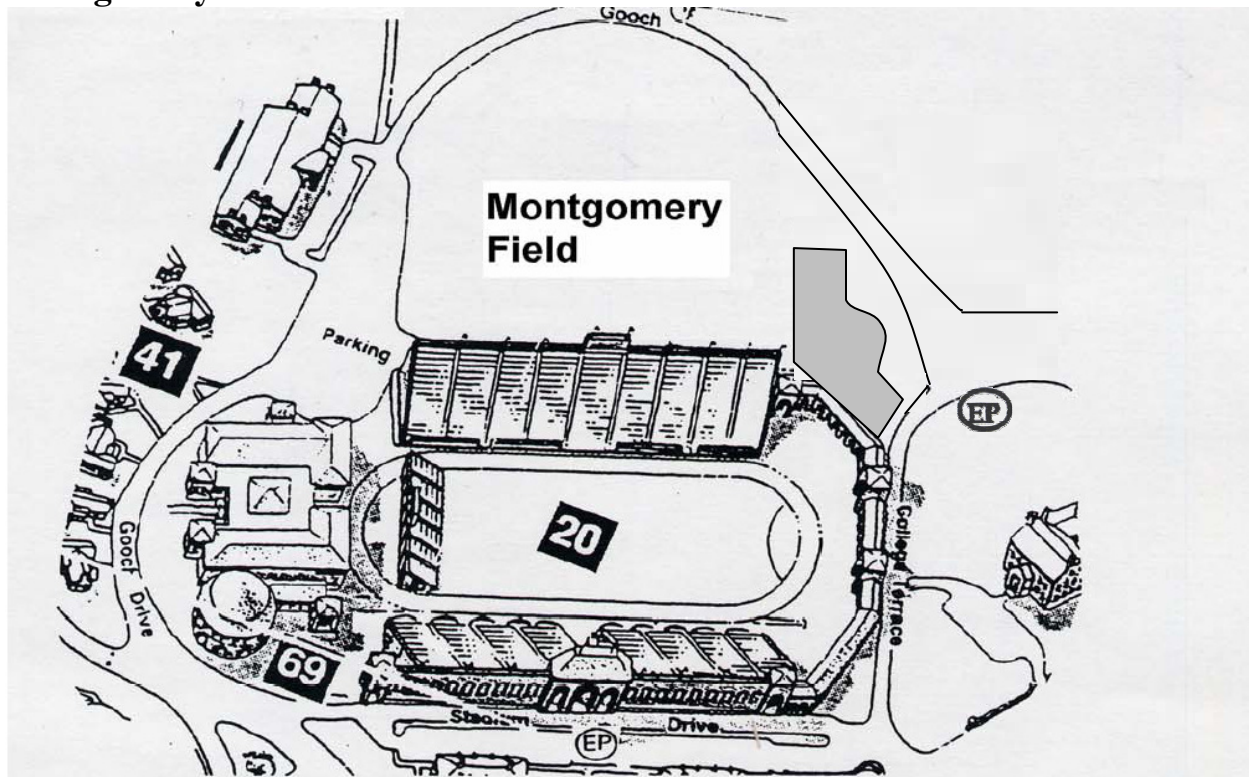 Gooch
Montgomery
Field
Parking
41
EP
20
College Terrace
Gooch Drive
69
Stadium Drive
EP